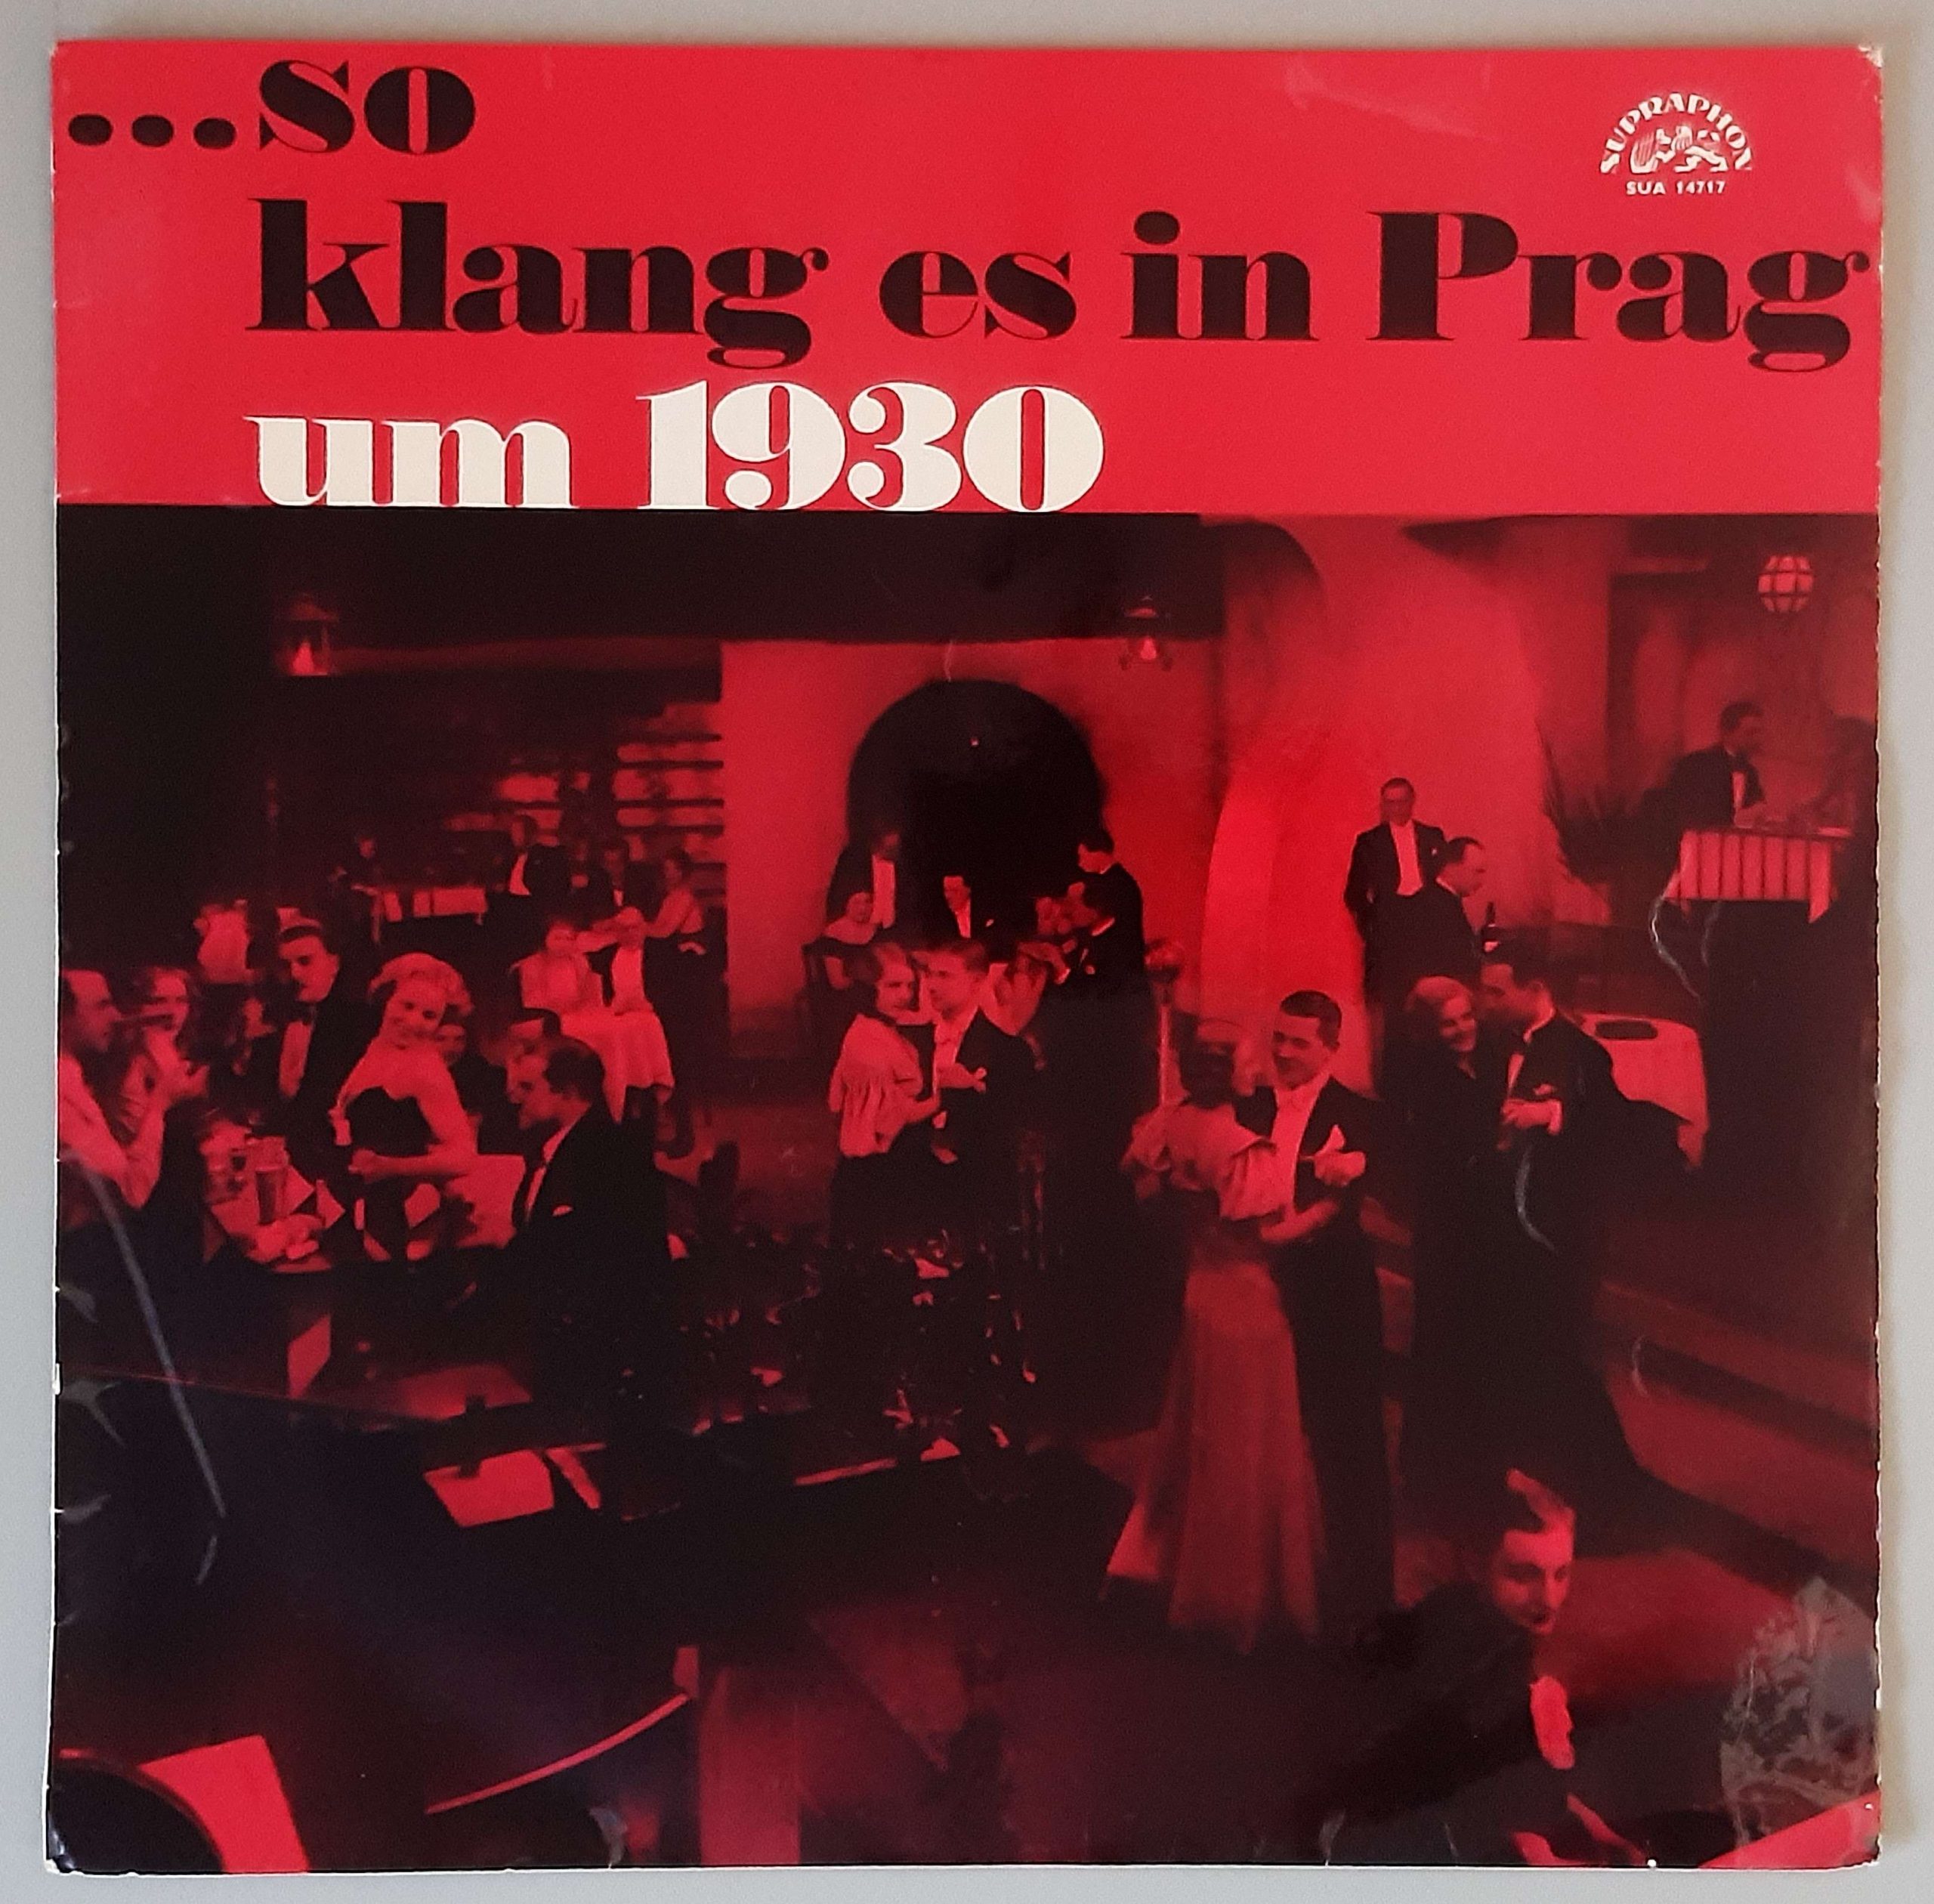 ...so
SUPRAPHON
SUA 14717
klang es in Prag
um 1930